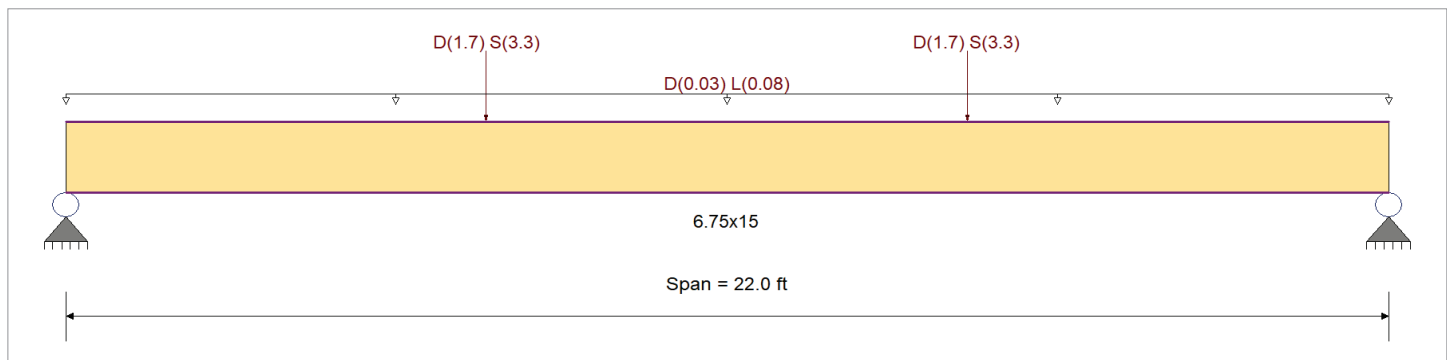 D(1.7) S(3.3) D(1.7) S(3.3)
D(0.03) L(0.08)
6.75x15
Span = 22.0 ft